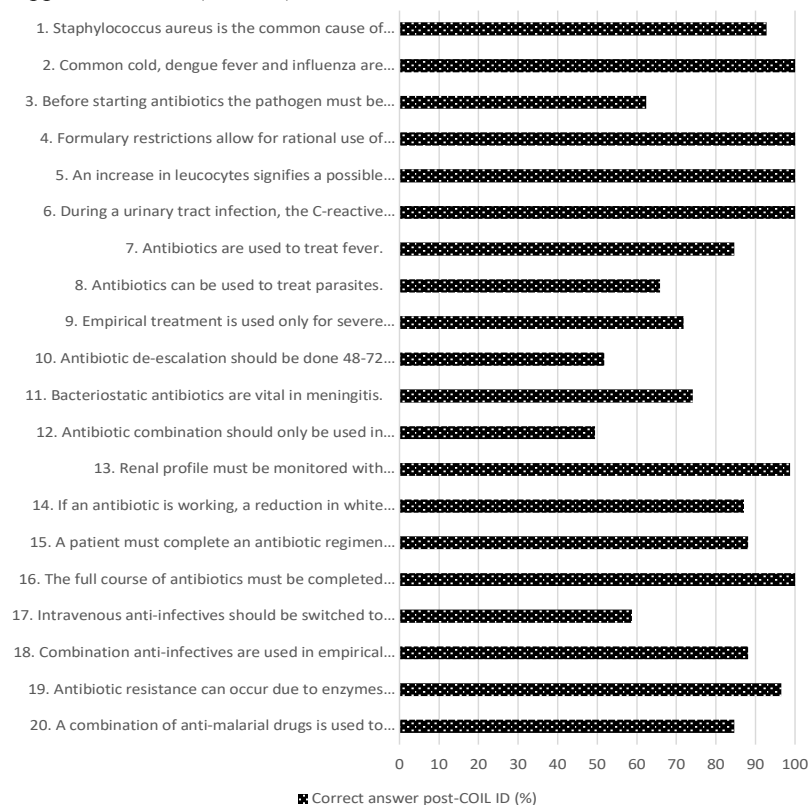 1. Staphylococcus aureus is the common cause of...
2. Common cold, dengue fever and influenza are...
3. Before starting antibiotics the pathogen must be...
4. Formulary restrictions allow for rational use of...
5. An increase in leucocytes signifies a possible...
6. During a urinary tract infection, the C-reactive...
7. Antibiotics are used to treat fever.
8. Antibiotics can be used to treat parasites.
9. Empirical treatment is used only for severe...
10. Antibiotic de-escalation should be done 48-72...
11. Bacteriostatic antibiotics are vital in meningitis.
12. Antibiotic combination should only be used in...
13. Renal profile must be monitored with...
14. If an antibiotic is working, a reduction in white...
15. A patient must complete an antibiotic regimen...
16. The full course of antibiotics must be completed...
17. Intravenous anti-infectives should be switched to...
18. Combination anti-infectives are used in empirical...
19. Antibiotic resistance can occur due to enzymes...
20. A combination of anti-malarial drugs is used to...
0 10 20 30 40 50 60 70 80 90 100
Correct answer post-COIL ID (%)